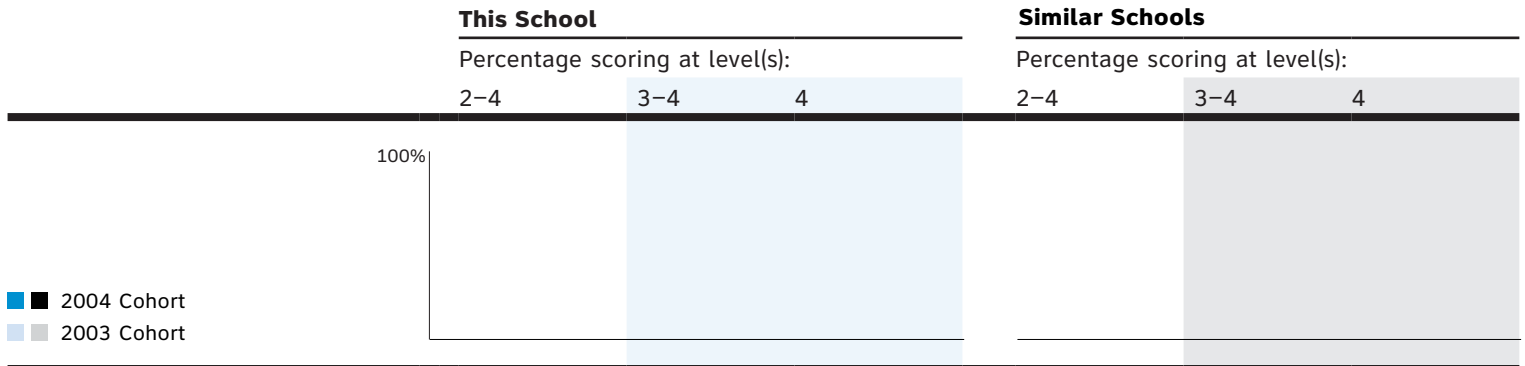 This School
Similar Schools
Percentage scoring at level(s):
Percentage scoring at level(s):
2–4 3–4 4
2–4 3–4 4
100%
2004 Cohort
2003 Cohort